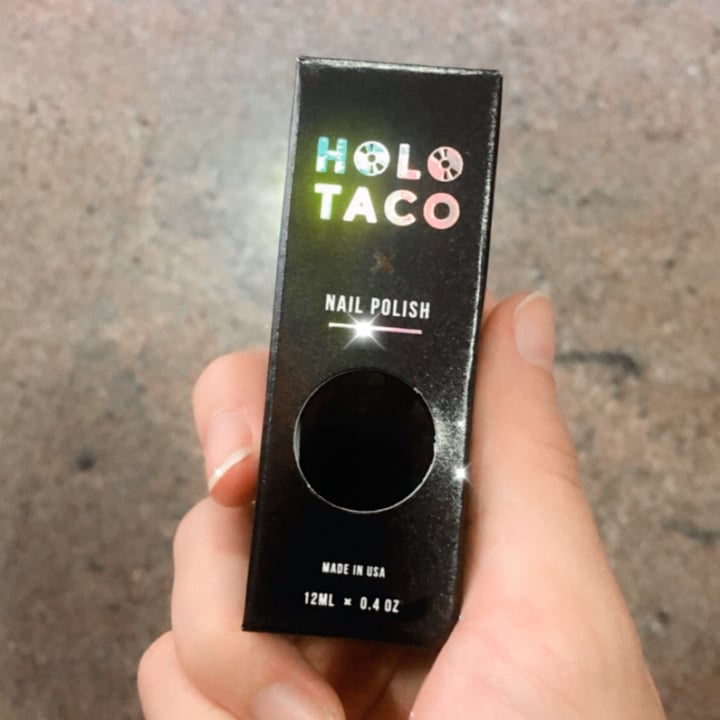 HOLO
TACO
×
NAIL POLISH
MADE IN USA
12ML × 0.4 OZ